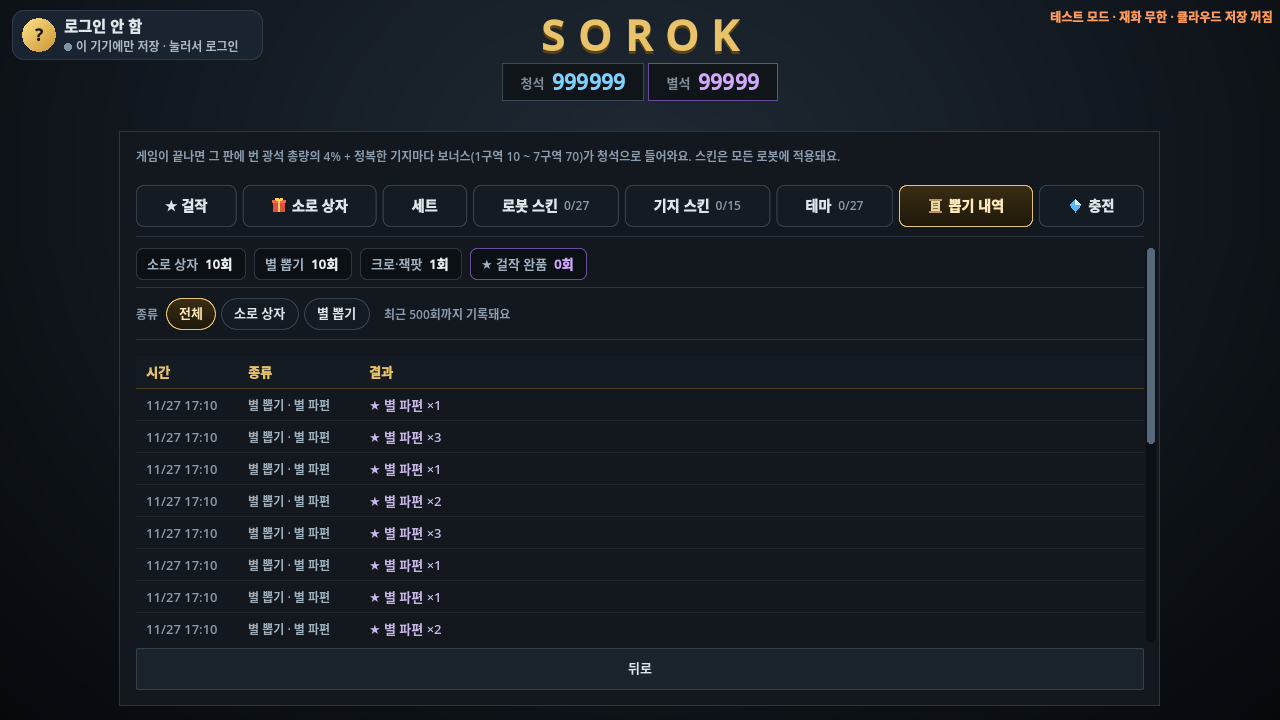 ?
로그인 안 함
이 기기에만 저장 · 눌러서 로그인
SOROK
테스트 모드 · 재화 무한 · 클라우드 저장 꺼짐
청석 999999
별석 99999
게임이 끝나면 그 판에 번 광석 총량의 4% + 정복한 기지마다 보너스(1구역 10 ~ 7구역 70)가 청석으로 들어와요. 스킨은 모든 로봇에 적용돼요.
★ 걸작
소로 상자
세트
로봇 스킨 0/27
기지 스킨 0/15
테마 0/27
뽑기 내역
충전
소로 상자 10회
별 뽑기 10회
크로·잭팟 1회
★ 걸작 완품 0회
종류 전체 소로 상자 별 뽑기 최근 500회까지 기록돼요
시간 종류 결과
11/27 17:10 별 뽑기 · 별 파편 ★ 별 파편 ×1
11/27 17:10 별 뽑기 · 별 파편 ★ 별 파편 ×3
11/27 17:10 별 뽑기 · 별 파편 ★ 별 파편 ×1
11/27 17:10 별 뽑기 · 별 파편 ★ 별 파편 ×2
11/27 17:10 별 뽑기 · 별 파편 ★ 별 파편 ×3
11/27 17:10 별 뽑기 · 별 파편 ★ 별 파편 ×1
11/27 17:10 별 뽑기 · 별 파편 ★ 별 파편 ×1
11/27 17:10 별 뽑기 · 별 파편 ★ 별 파편 ×2
뒤로